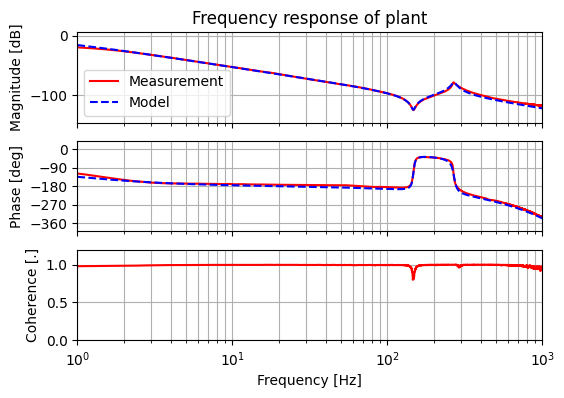 Frequency response of plant
Magnitude [dB]
0
−100
Measurement
Model
Phase [deg]
0
−90
−180
−270
−360
Coherence [.]
1.0
0.5
0.0
10⁰
10¹
10²
10³
Frequency [Hz]